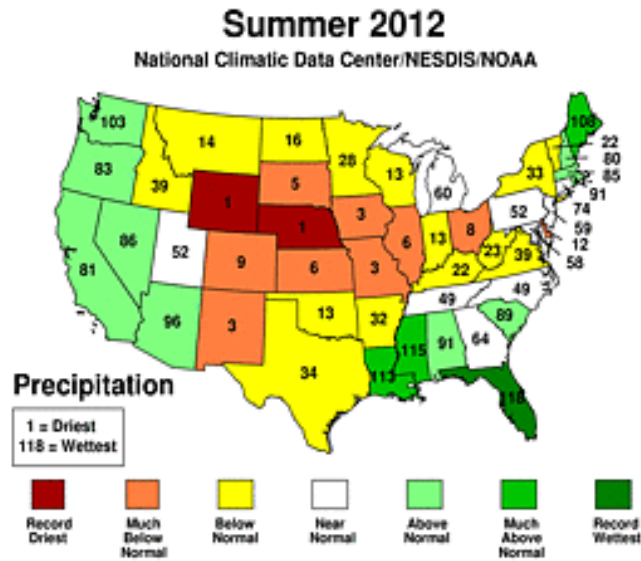 Summer 2012
National Climatic Data Center/NESDIS/NOAA
103
14
16
28
108
22
80
85
91
74
59
12
58
83
39
1
5
13
60
33
52
81
86
52
9
1
3
6
13
8
23
39
6
3
22
49
49
96
3
13
32
89
34
113
115
91
64
118
Precipitation
1 = Driest
118 = Wettest
Record
Driest
Much
Below
Normal
Below
Normal
Near
Normal
Above
Normal
Much
Above
Normal
Record
Wettest